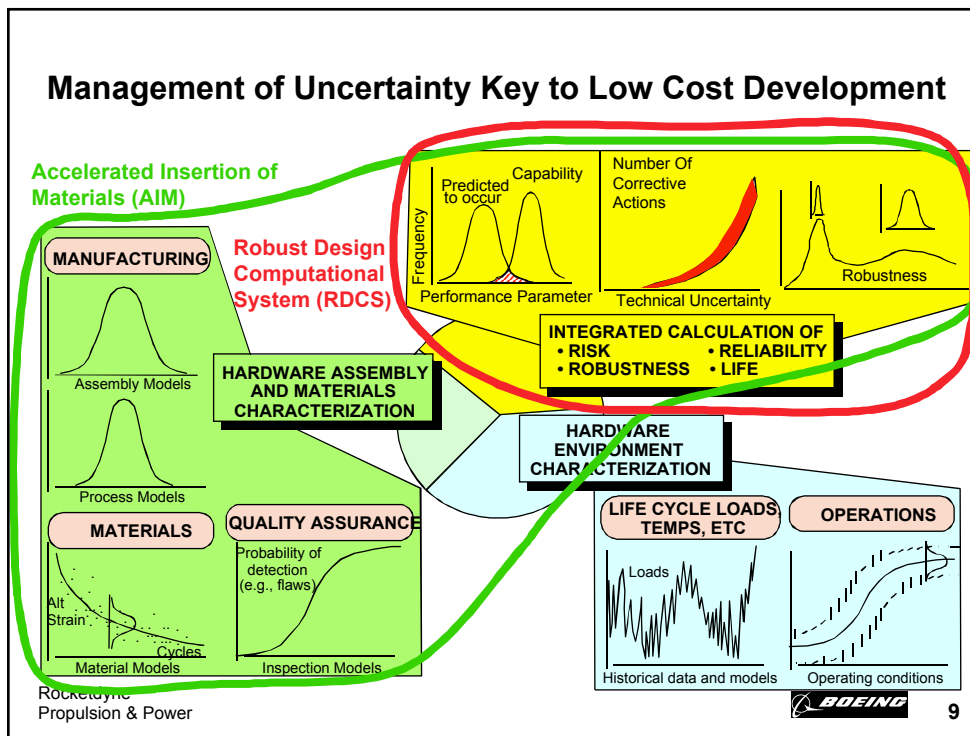 Management of Uncertainty Key to Low Cost Development
Accelerated Insertion of
Materials (AIM)
Robust Design
Computational
System (RDCS)
Frequency
Predicted
to occur
Capability
Performance Parameter
Number Of
Corrective
Actions
Technical Uncertainty
Robustness
INTEGRATED CALCULATION OF
• RISK • RELIABILITY
• ROBUSTNESS • LIFE
MANUFACTURING
Assembly Models
Process Models
HARDWARE ASSEMBLY
AND MATERIALS
CHARACTERIZATION
MATERIALS
Alt
Strain
Cycles
Material Models
QUALITY ASSURANCE
Probability of
detection
(e.g., flaws)
Inspection Models
HARDWARE
ENVIRONMENT
CHARACTERIZATION
LIFE CYCLE LOADS,
TEMPS, ETC
Loads
Historical data and models
OPERATIONS
Operating conditions
Rocketdyne
Propulsion & Power
BOEING
9